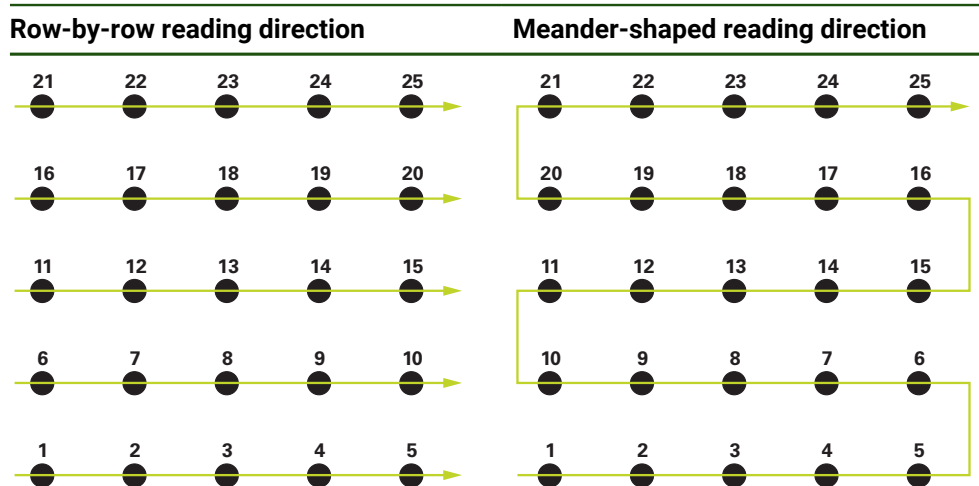 Row-by-row reading direction Meander-shaped reading direction
21 22 23 24 25 21 22 23 24 25
16 17 18 19 20 20 19 18 17 16
11 12 13 14 15 11 12 13 14 15
6 7 8 9 10 10 9 8 7 6
1 2 3 4 5 1 2 3 4 5